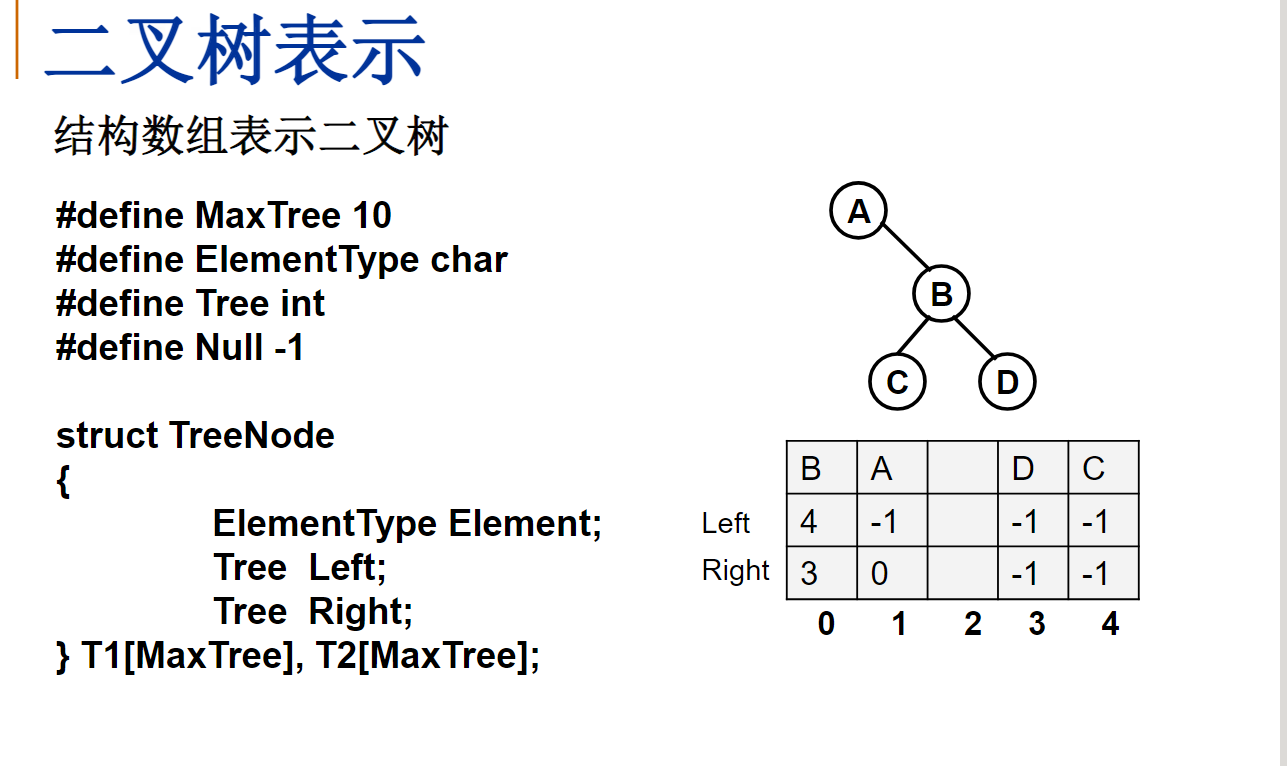 二叉树表示
结构数组表示二叉树
#define MaxTree 10
#define ElementType char
#define Tree int
#define Null -1
struct TreeNode
{
ElementType Element;
Tree Left;
Tree Right;
} T1[MaxTree], T2[MaxTree];
A
B
C D
B A D C
Left 4 -1 -1 -1
Right 3 0 -1 -1
0 1 2 3 4